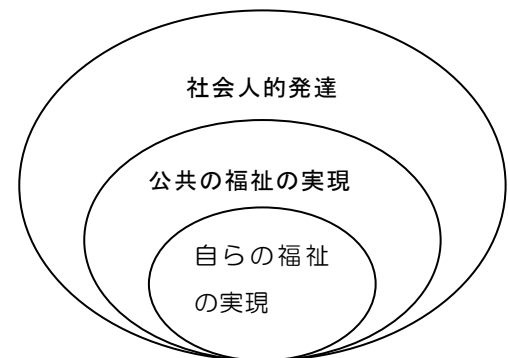 社会人的発達
公共の福祉の実現
自らの福祉
の実現